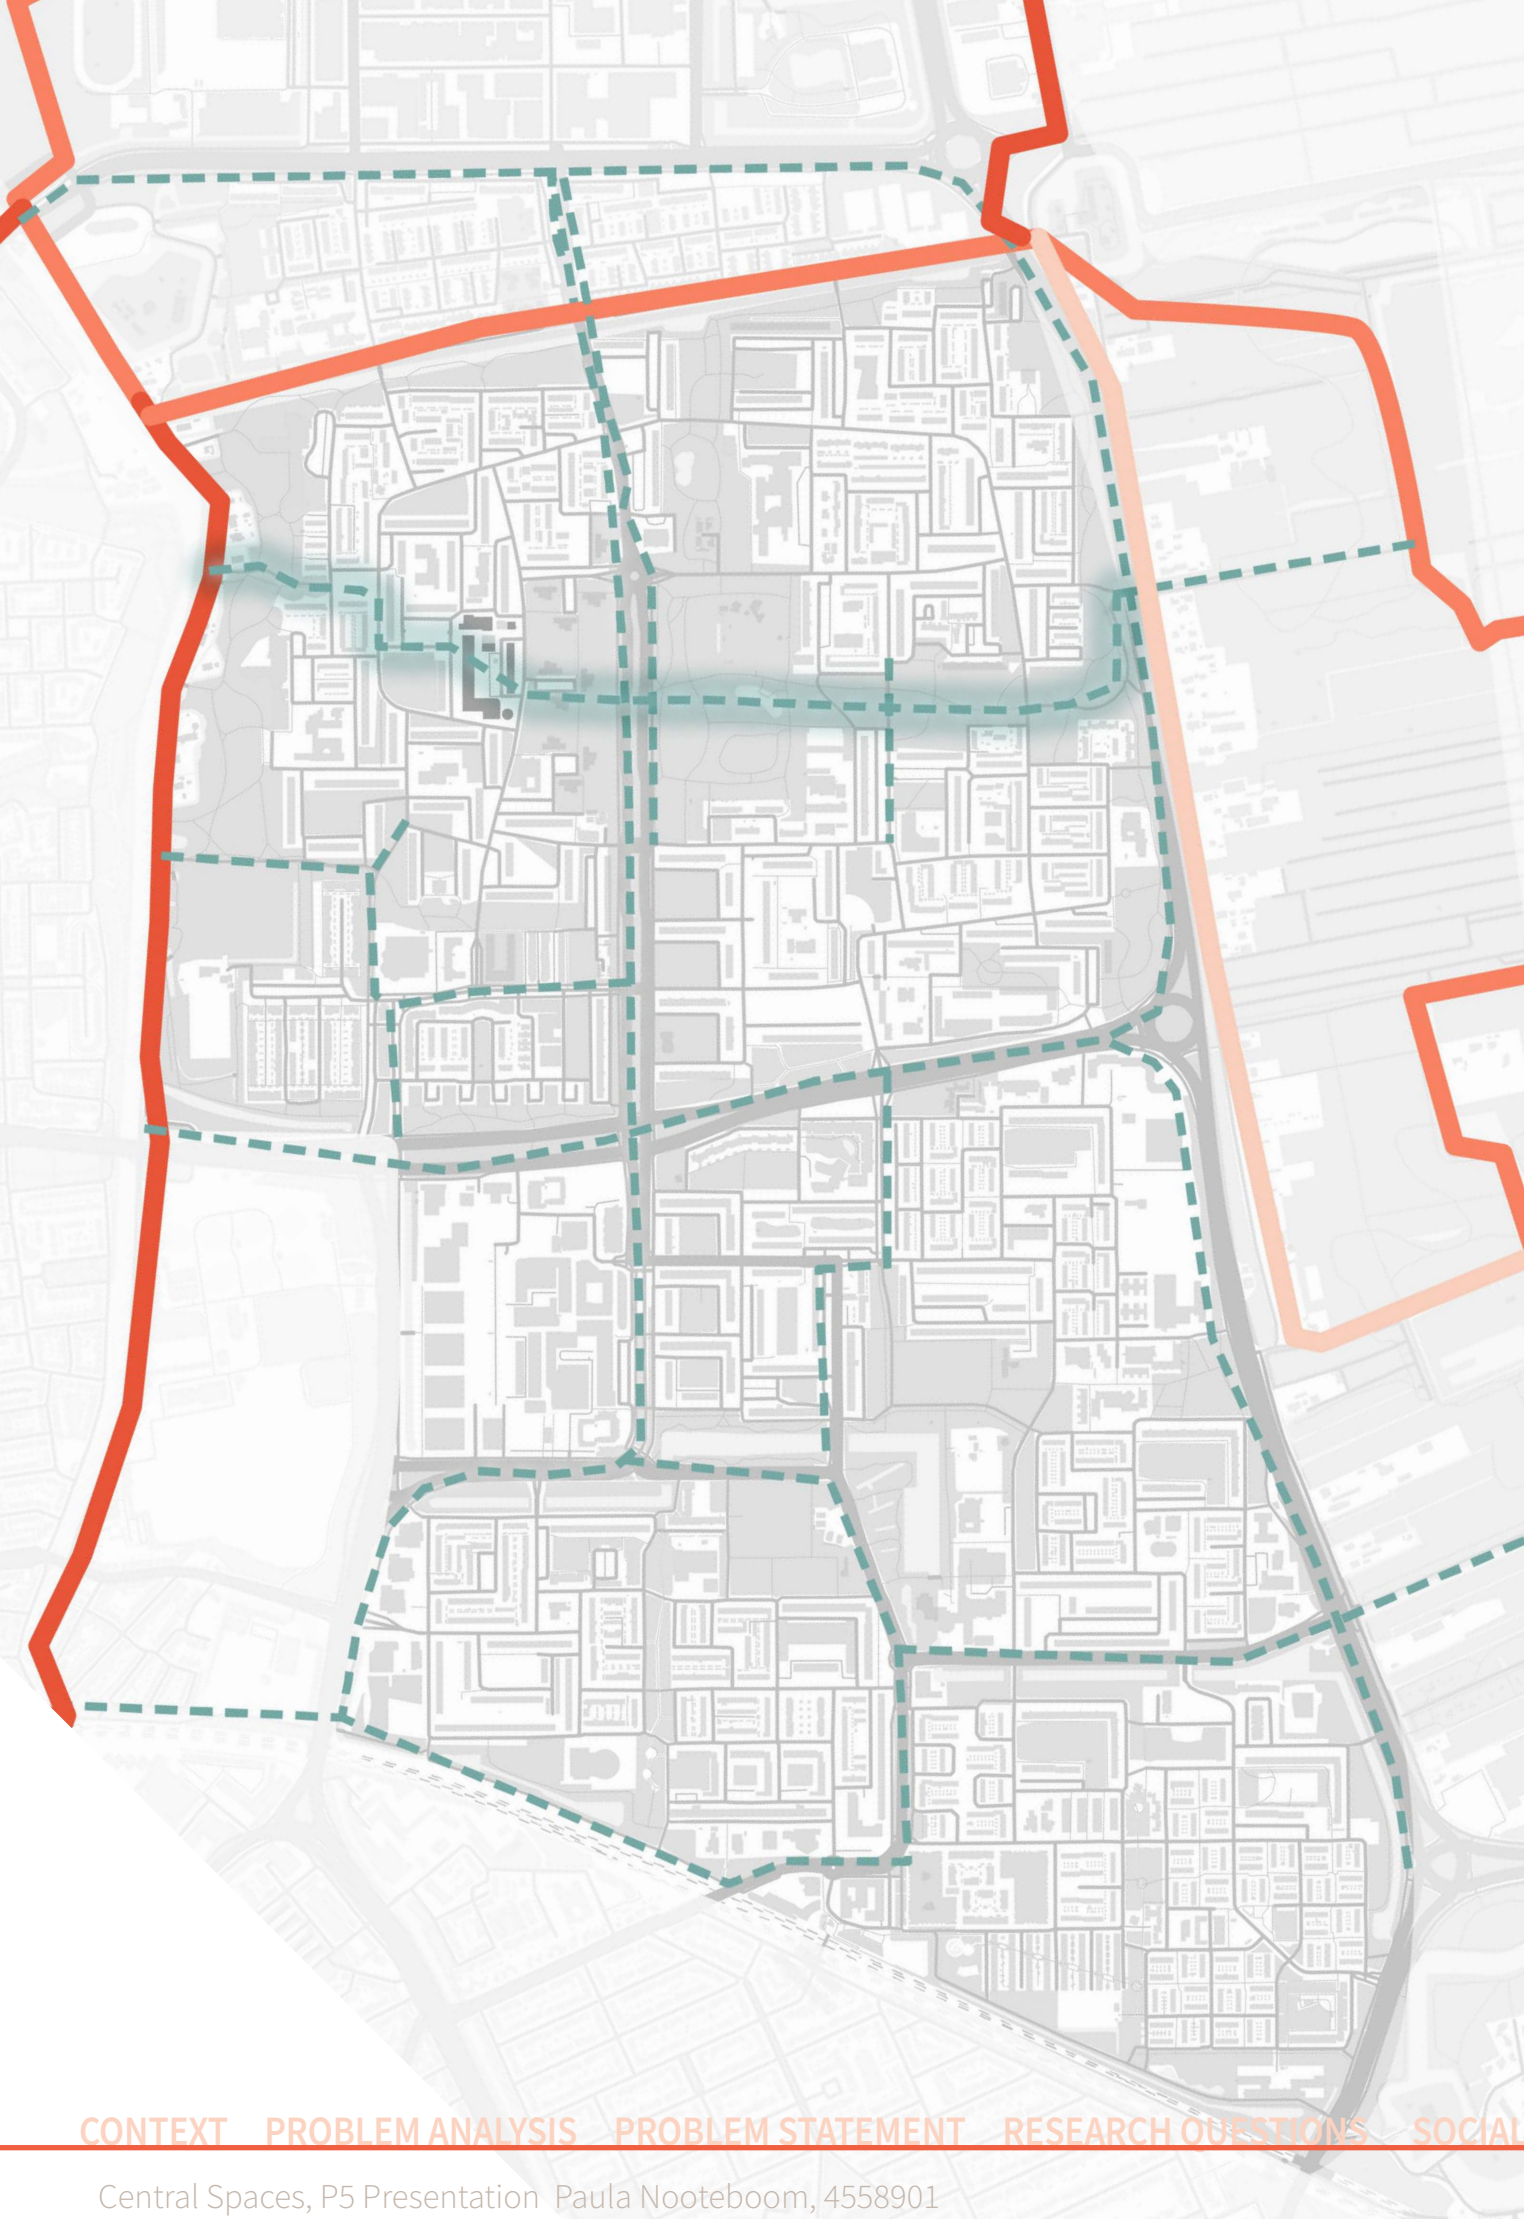 CONTEXT PROBLEM ANALYSIS PROBLEM STATEMENT RESEARCH QUESTIONS SOCIAL
Central Spaces, P5 Presentation Paula Nooteboom, 4558901